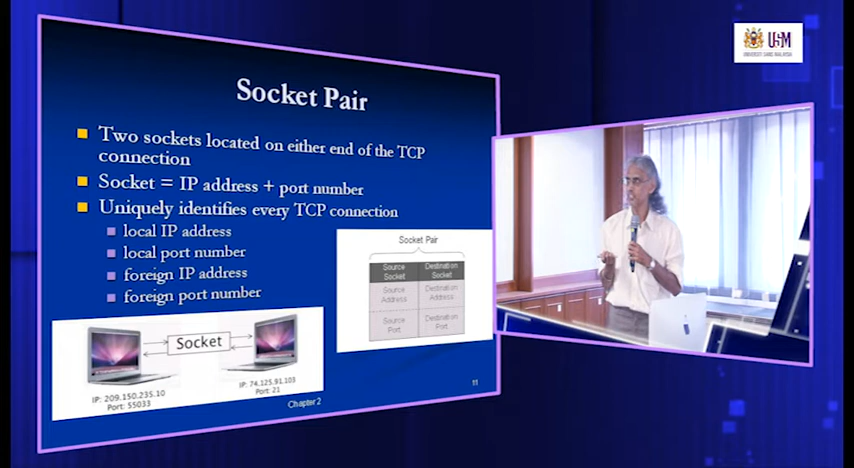 Socket Pair
Two sockets located on either end of the TCP
connection
Socket = IP address + port number
Uniquely identifies every TCP connection
local IP address
local port number
foreign IP address
foreign port number
Socket Pair
Source
Socket
Destination
Socket
Source
Address
Destination
Address
Source
Port
Destination
Port
Socket
IP: 209.150.235.10
Port: 55033
IP: 74.125.91.103
Port: 21
Chapter 2
11
USM
UNIVERSITI SAINS MALAYSIA